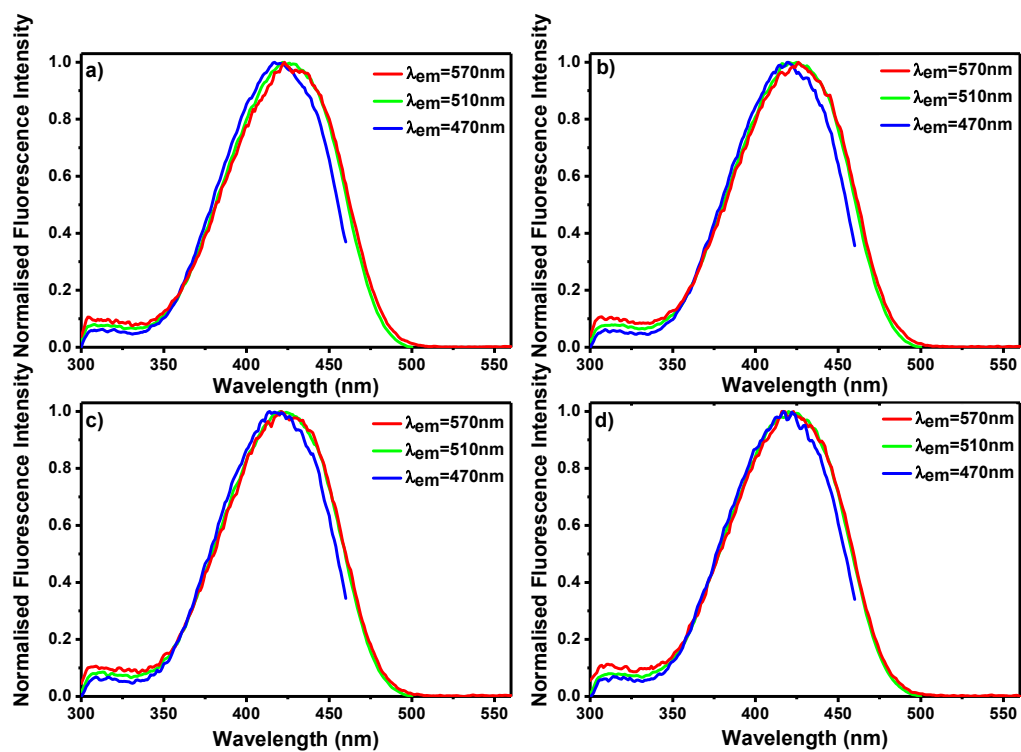 Normalised Fluorescence Intensity
a)
λem=570nm
λem=510nm
λem=470nm
1.0
0.8
0.6
0.4
0.2
0.0
300 350 400 450 500 550
Wavelength (nm)
Normalised Fluorescence Intensity
b)
λem=570nm
λem=510nm
λem=470nm
1.0
0.8
0.6
0.4
0.2
0.0
300 350 400 450 500 550
Wavelength (nm)
Normalised Fluorescence Intensity
c)
λem=570nm
λem=510nm
λem=470nm
1.0
0.8
0.6
0.4
0.2
0.0
300 350 400 450 500 550
Wavelength (nm)
Normalised Fluorescence Intensity
d)
λem=570nm
λem=510nm
λem=470nm
1.0
0.8
0.6
0.4
0.2
0.0
300 350 400 450 500 550
Wavelength (nm)